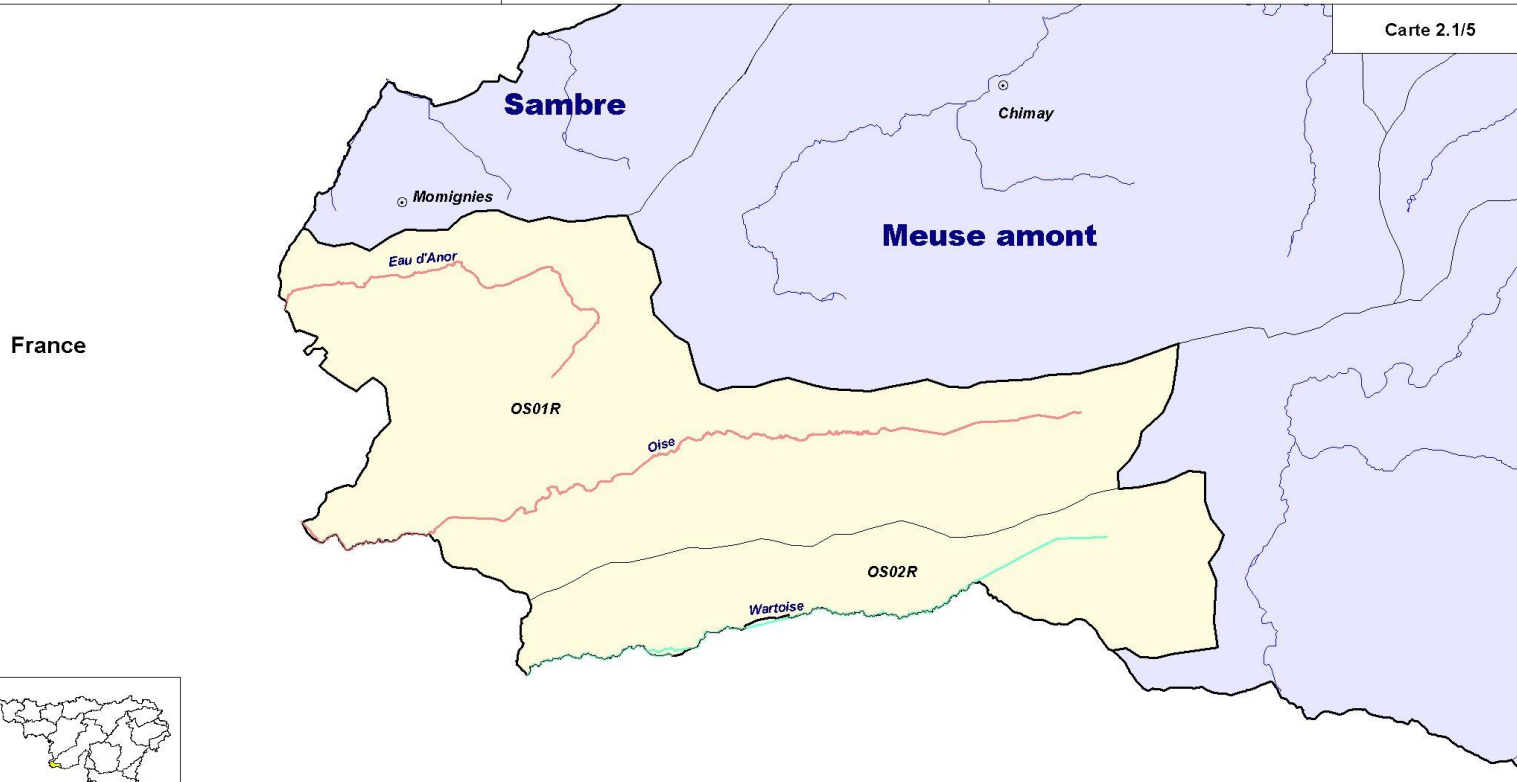 Carte 2.1/5
Sambre
Chimay
Momignies
Meuse amont
Eau d'Anor
France
OS01R
Oise
OS02R
Wartoise